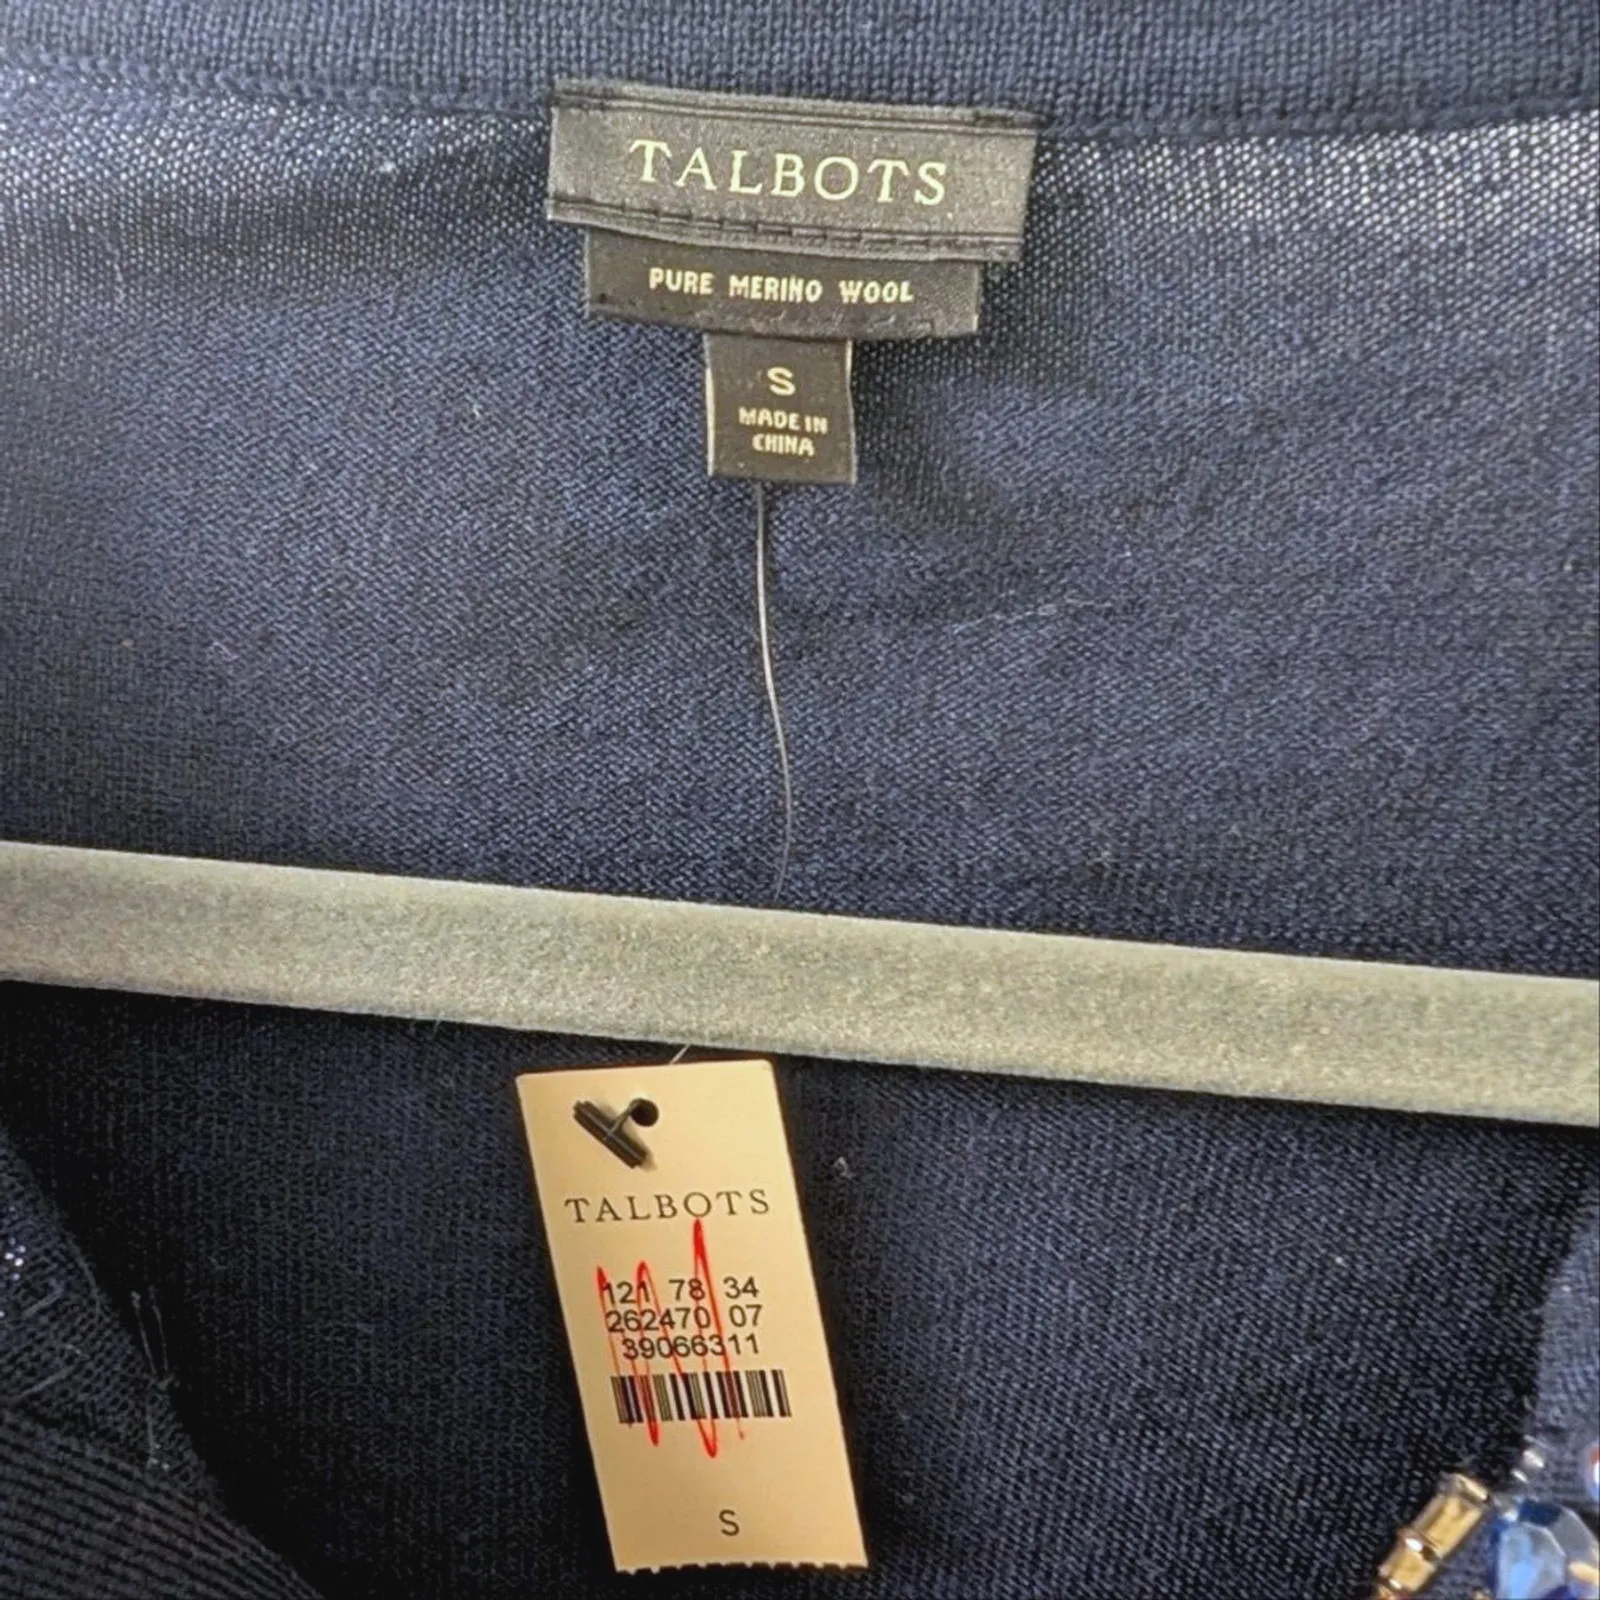 TALBOTS
PURE MERINO WOOL
S
MADE IN
CHINA
TALBOTS
121 78 34
262470 07
39066311
S